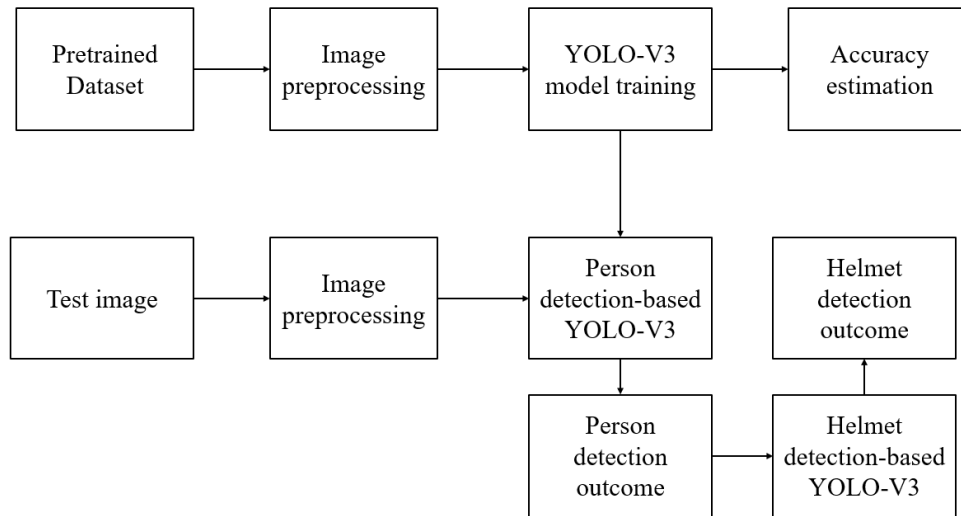 Pretrained
Dataset
Image
preprocessing
YOLO-V3
model training
Accuracy
estimation
Test image
Image
preprocessing
Person
detection-based
YOLO-V3
Helmet
detection
outcome
Person
detection
outcome
Helmet
detection-based
YOLO-V3